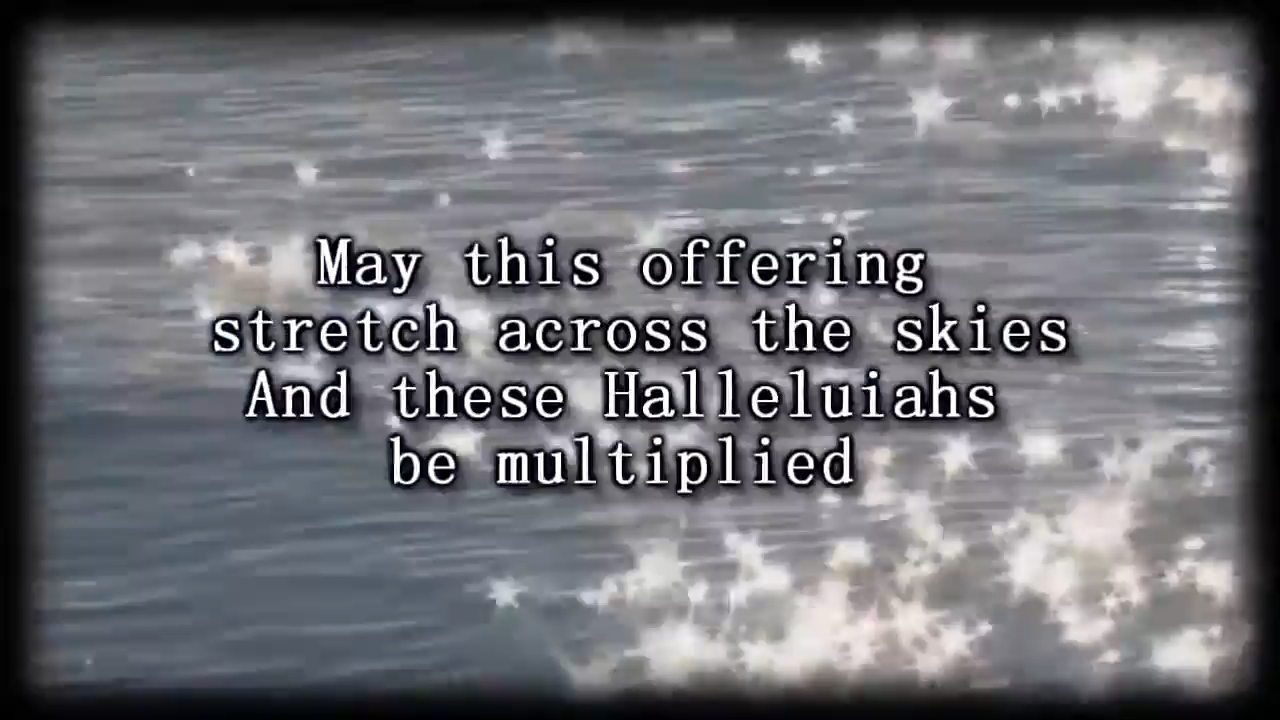 May this offering
stretch across the skies
And these Halleluiahs
be multiplied